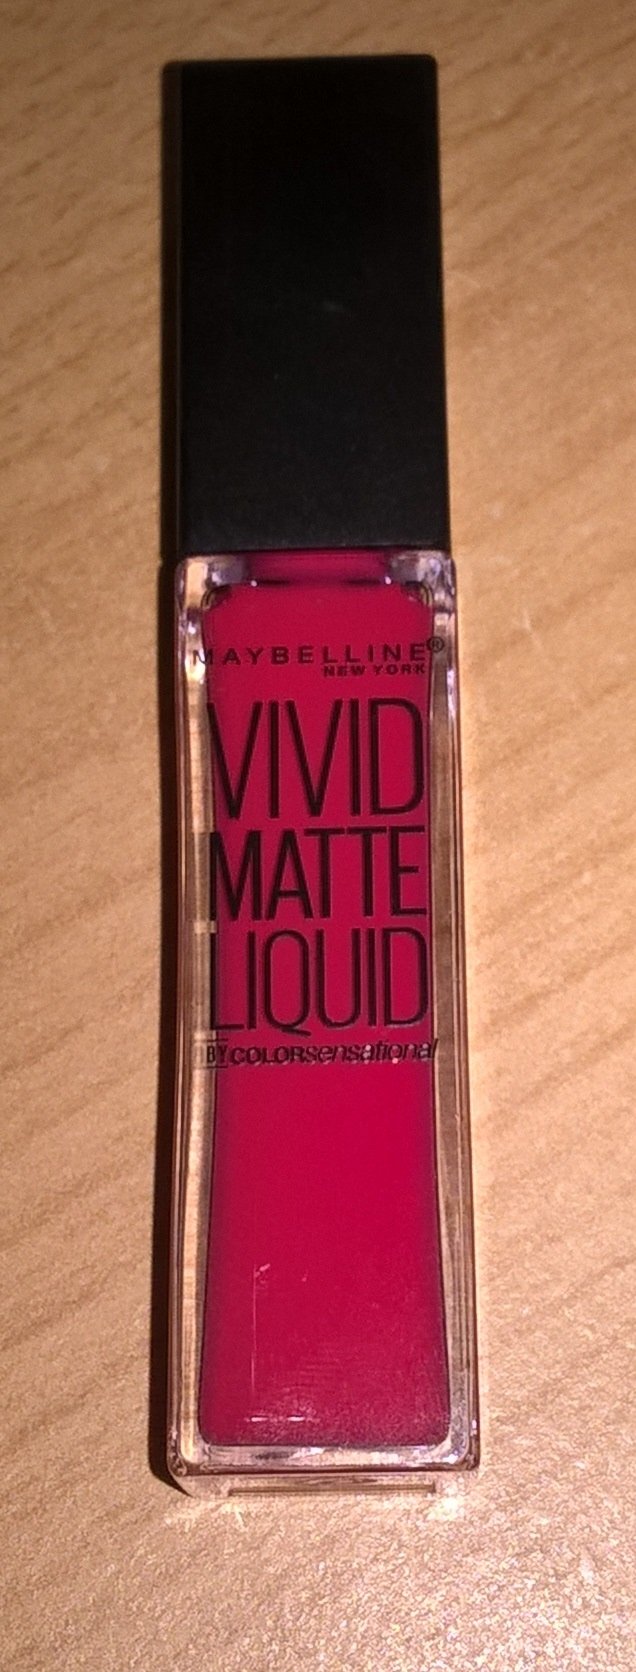 MAYBELLINE®
NEW YORK
VIVID
MATTE
LIQUID
BY COLORsensational